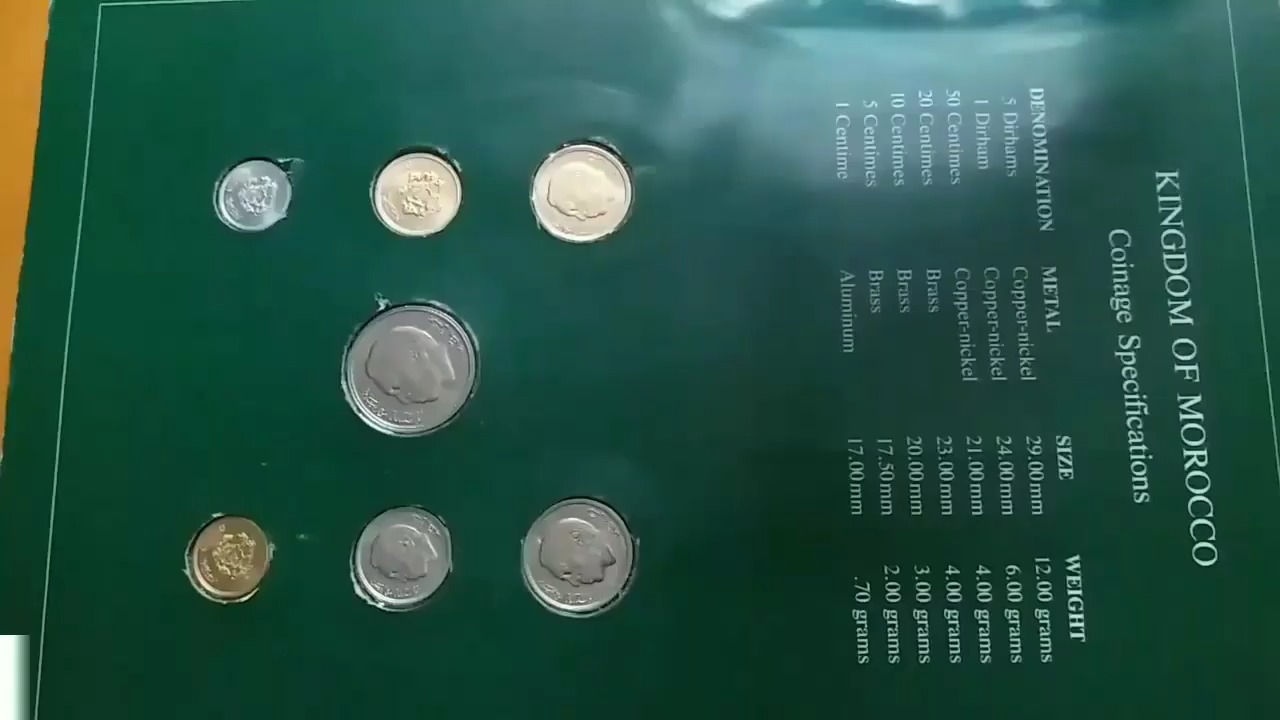 KINGDOM OF MOROCCO
Coinage Specifications
DENOMINATION METAL SIZE WEIGHT
5 Dirhams Copper-nickel 29.00mm 12.00 grams
1 Dirham Copper-nickel 24.00mm 6.00 grams
50 Centimes Copper-nickel 21.00mm 4.00 grams
20 Centimes Brass 23.00mm 4.00 grams
10 Centimes Brass 20.00mm 3.00 grams
5 Centimes Brass 17.50mm 2.00 grams
1 Centime Aluminum 17.00mm .70 grams